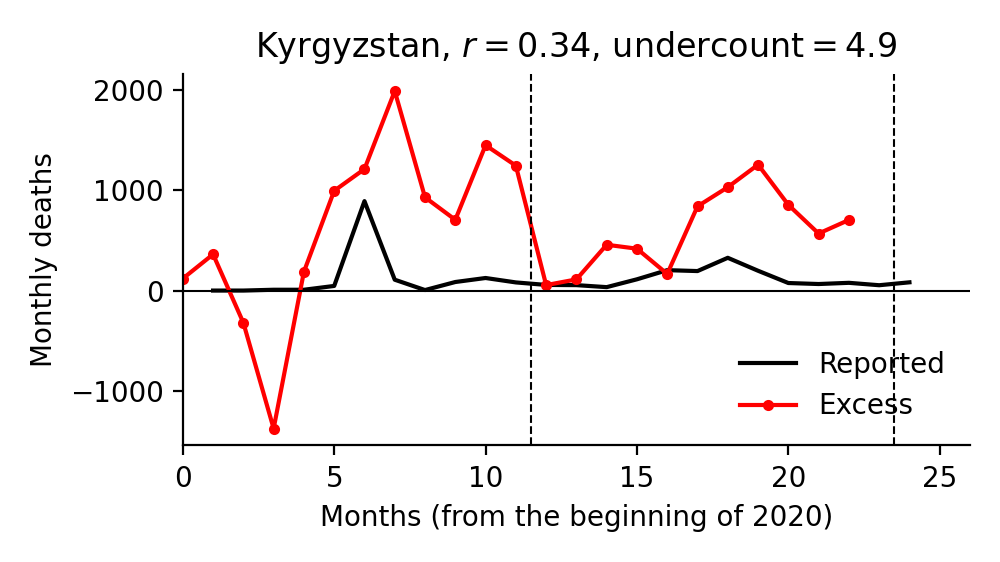 Kyrgyzstan, r = 0.34, undercount = 4.9
Monthly deaths
2000
1000
0
−1000
Reported
Excess
0 5 10 15 20 25
Months (from the beginning of 2020)